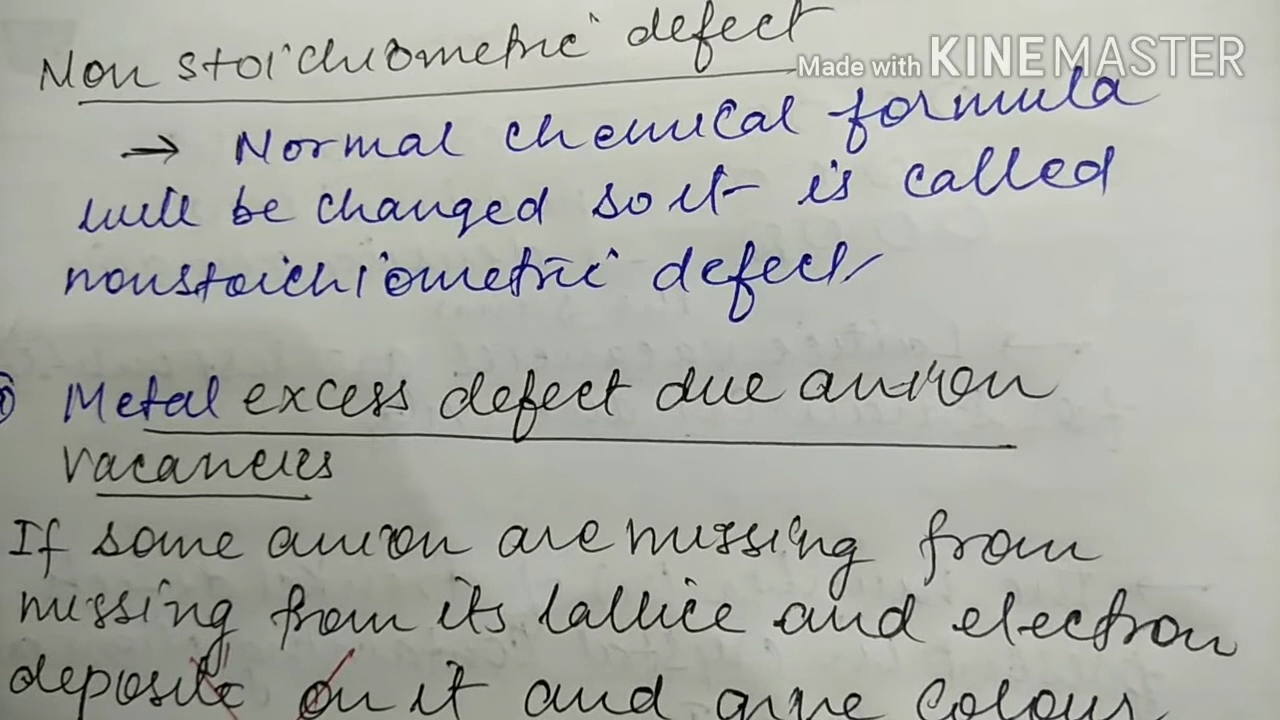 Non stoichiometric defect
Made with KINEMASTER
→ Normal chemical formula
will be changed so it is called
nonstoichiometric defect
Metal excess defect due anion
vacancies
If some anion are missing from
missing from its lattice and electron
deposite on it and give colour